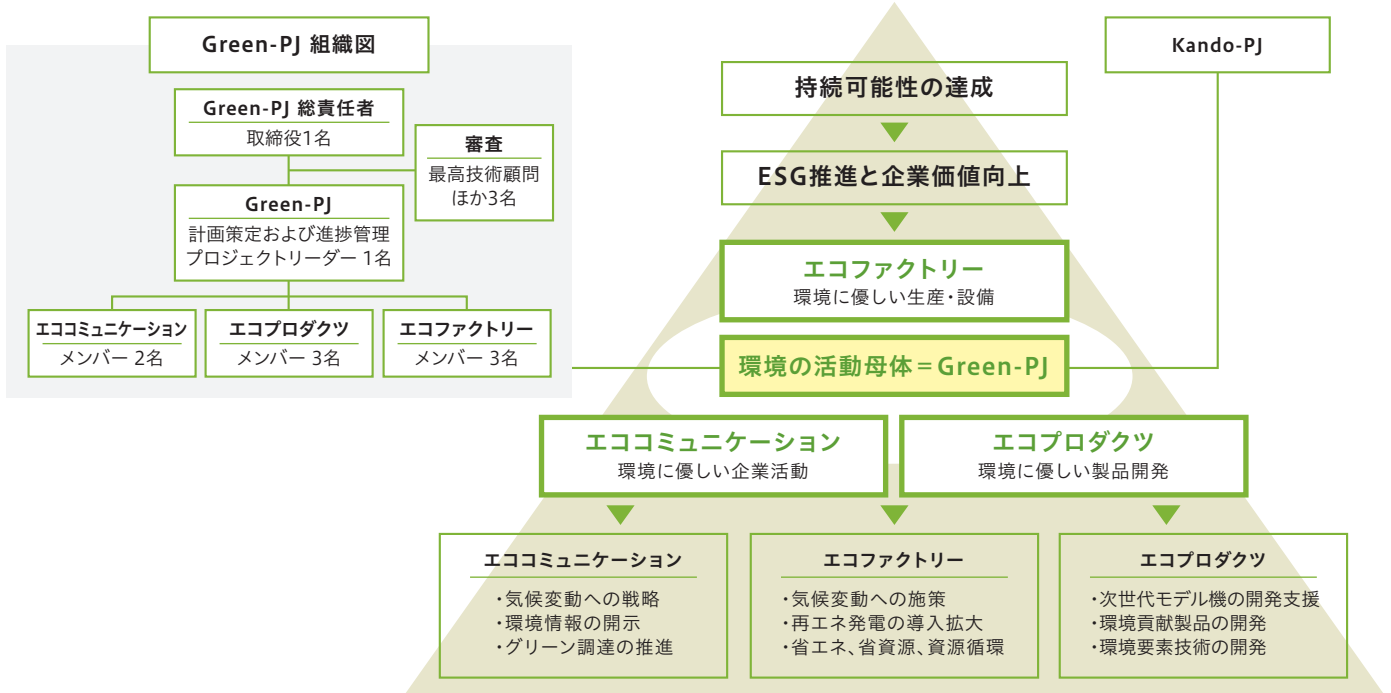 Green-PJ 組織図
Green-PJ 総責任者
取締役1名
審査
最高技術顧問
ほか3名
Green-PJ
計画策定および進捗管理
プロジェクトリーダー 1名
エココミュニケーション
メンバー 2名
エコプロダクツ
メンバー 3名
エコファクトリー
メンバー 3名
Kando-PJ
持続可能性の達成
ESG推進と企業価値向上
エコファクトリー
環境に優しい生産・設備
環境の活動母体＝Green-PJ
エココミュニケーション
環境に優しい企業活動
エコプロダクツ
環境に優しい製品開発
エココミュニケーション
・気候変動への戦略
・環境情報の開示
・グリーン調達の推進
エコファクトリー
・気候変動への施策
・再エネ発電の導入拡大
・省エネ、省資源、資源循環
エコプロダクツ
・次世代モデル機の開発支援
・環境貢献製品の開発
・環境要素技術の開発